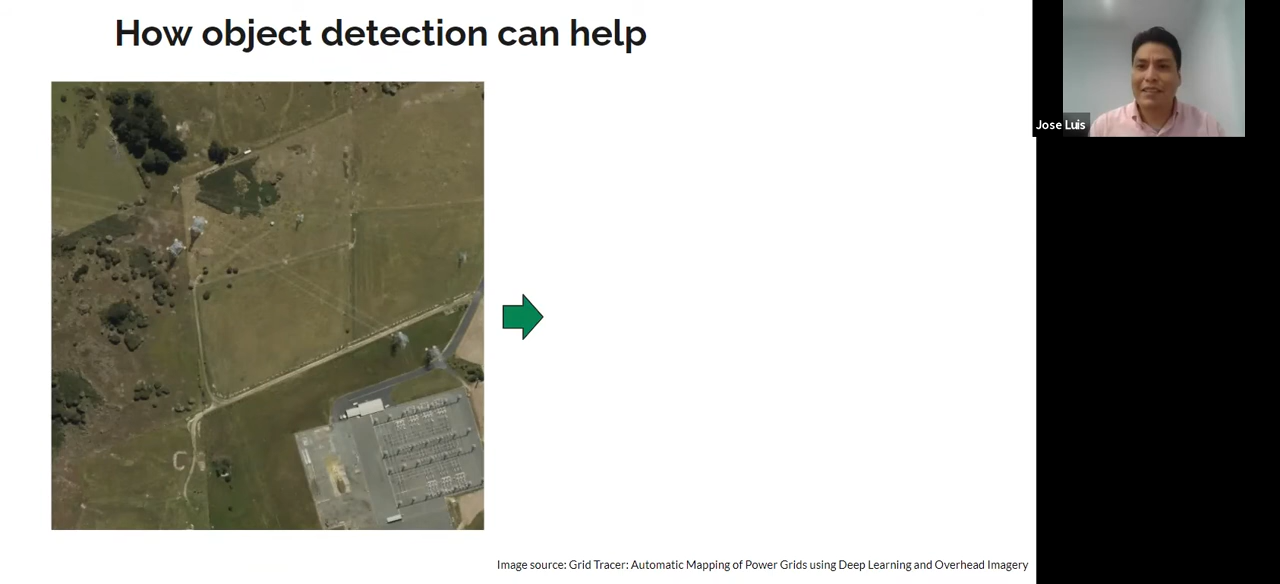 How object detection can help
Jose Luis
Image source: Grid Tracer: Automatic Mapping of Power Grids using Deep Learning and Overhead Imagery